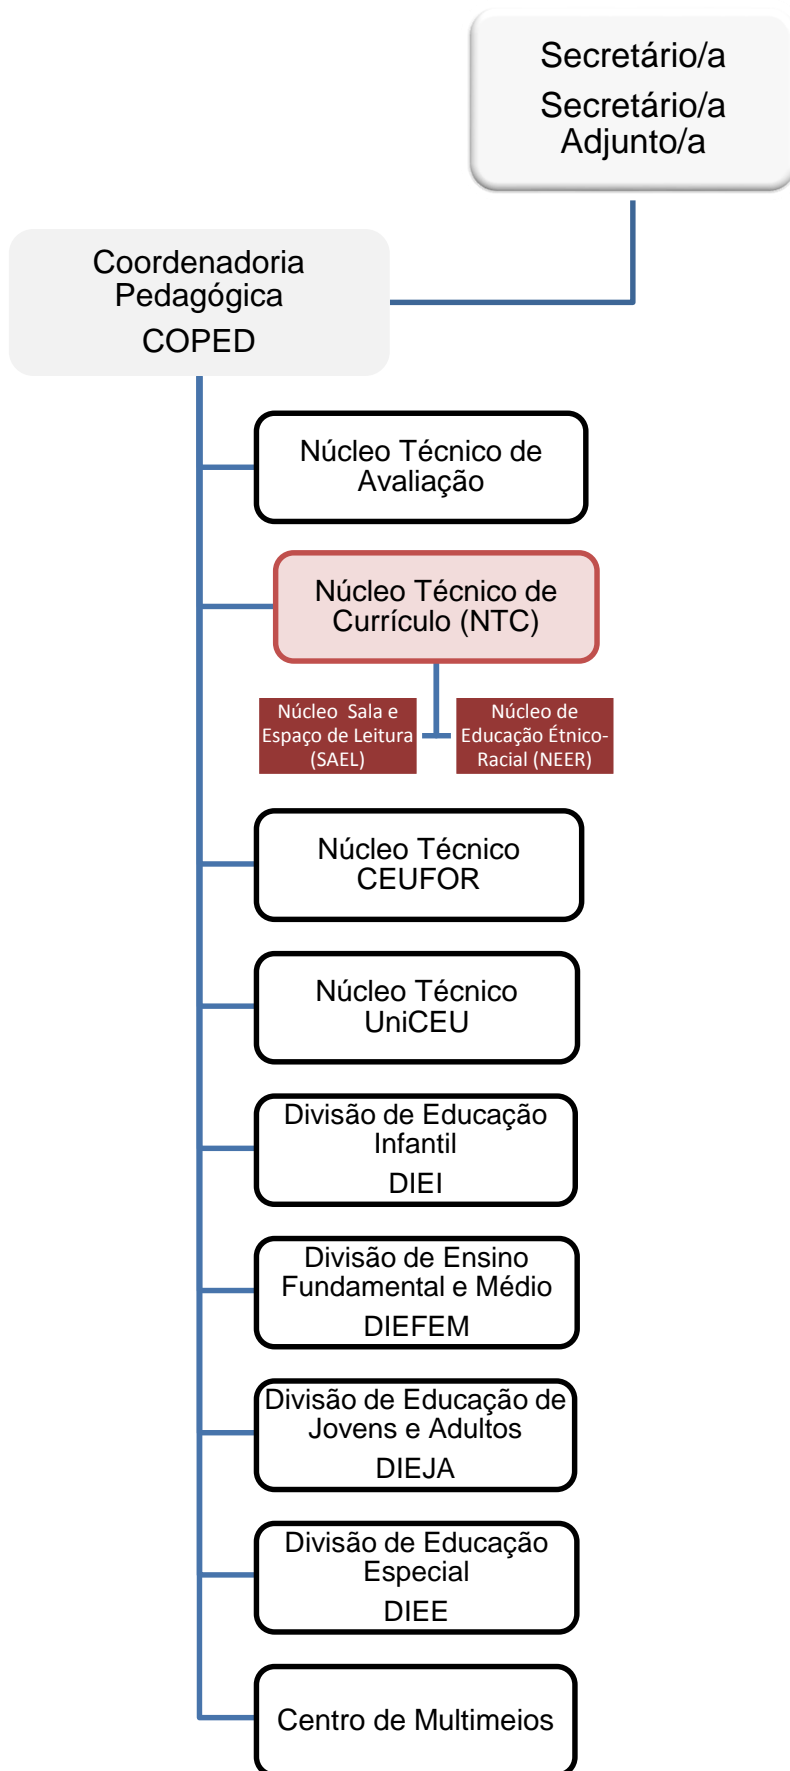 Secretário/a
Secretário/a
Adjunto/a
Coordenadoria
Pedagógica
COPED
Núcleo Técnico de
Avaliação
Núcleo Técnico de
Currículo (NTC)
Núcleo Sala e
Espaço de Leitura
(SAEL)
Núcleo de
Educação Étnico-
Racial (NEER)
Núcleo Técnico
CEUFOR
Núcleo Técnico
UniCEU
Divisão de Educação
Infantil
DIEI
Divisão de Ensino
Fundamental e Médio
DIEFEM
Divisão de Educação de
Jovens e Adultos
DIEJA
Divisão de Educação
Especial
DIEE
Centro de Multimeios